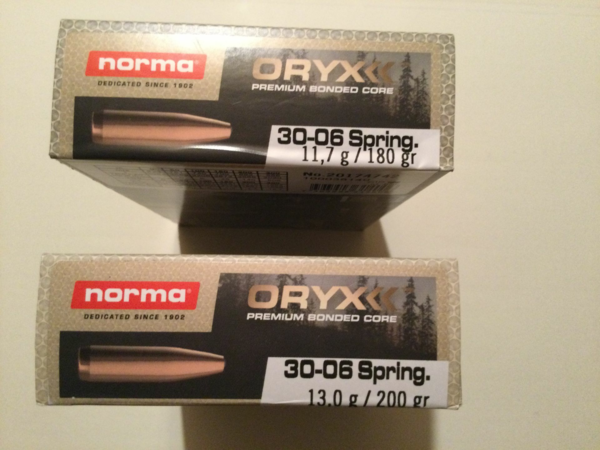 norma
DEDICATED SINCE 1902
ORYX
PREMIUM BONDED CORE
30-06 Spring.
11,7 g / 180 gr
norma
DEDICATED SINCE 1902
ORYX
PREMIUM BONDED CORE
30-06 Spring.
13,0 g / 200 gr